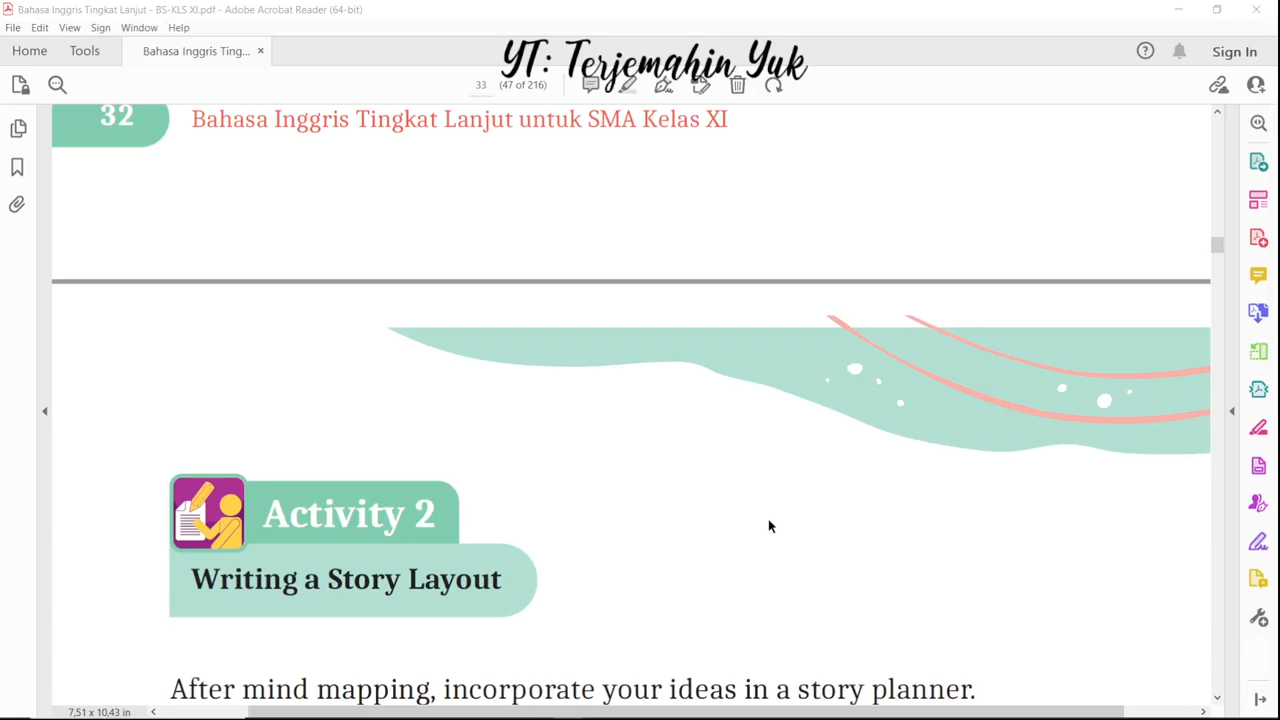 Bahasa Inggris Tingkat Lanjut - BS-KLS XI.pdf - Adobe Acrobat Reader (64-bit)
File Edit View Sign Window Help
Home Tools Bahasa Inggris Ting... × Sign In
YT: Terjemahin Yuk
33 (47 of 216)
32 Bahasa Inggris Tingkat Lanjut untuk SMA Kelas XI
Activity 2
Writing a Story Layout
After mind mapping, incorporate your ideas in a story planner.
7,51 x 10,43 in